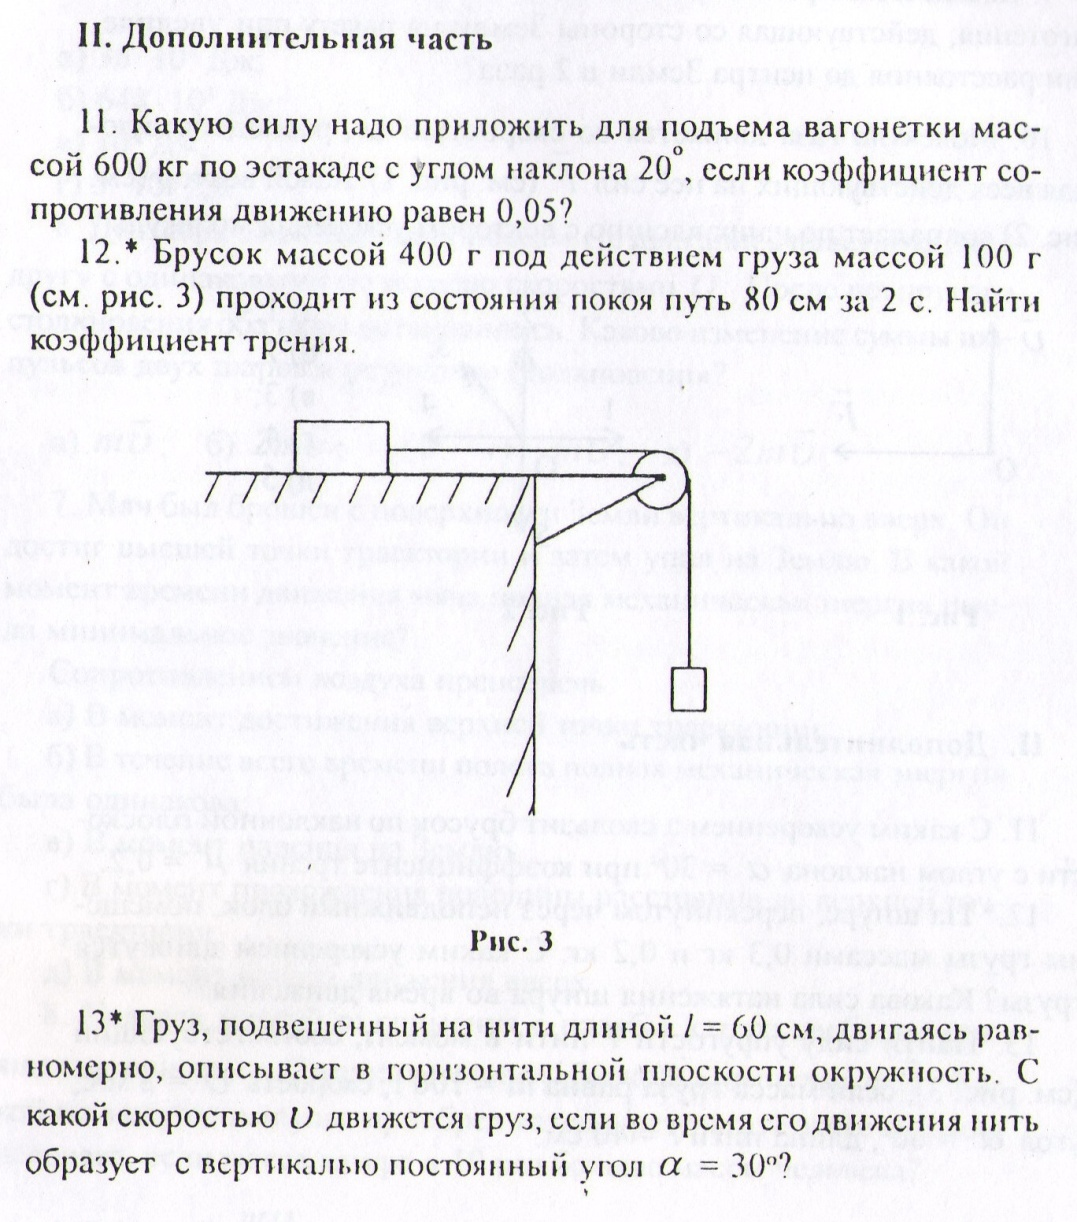 II. Дополнительная часть
11. Какую силу надо приложить для подъема вагонетки мас-
сой 600 кг по эстакаде с углом наклона 20°, если коэффициент со-
противления движению равен 0,05?
12. * Брусок массой 400 г под действием груза массой 100 г
(см. рис. 3) проходит из состояния покоя путь 80 см за 2 с. Найти
коэффициент трения.
Рис. 3
13* Груз, подвешенный на нити длиной l = 60 см, двигаясь рав-
номерно, описывает в горизонтальной плоскости окружность. С
какой скоростью υ движется груз, если во время его движения нить
образует с вертикалью постоянный угол α = 30°?